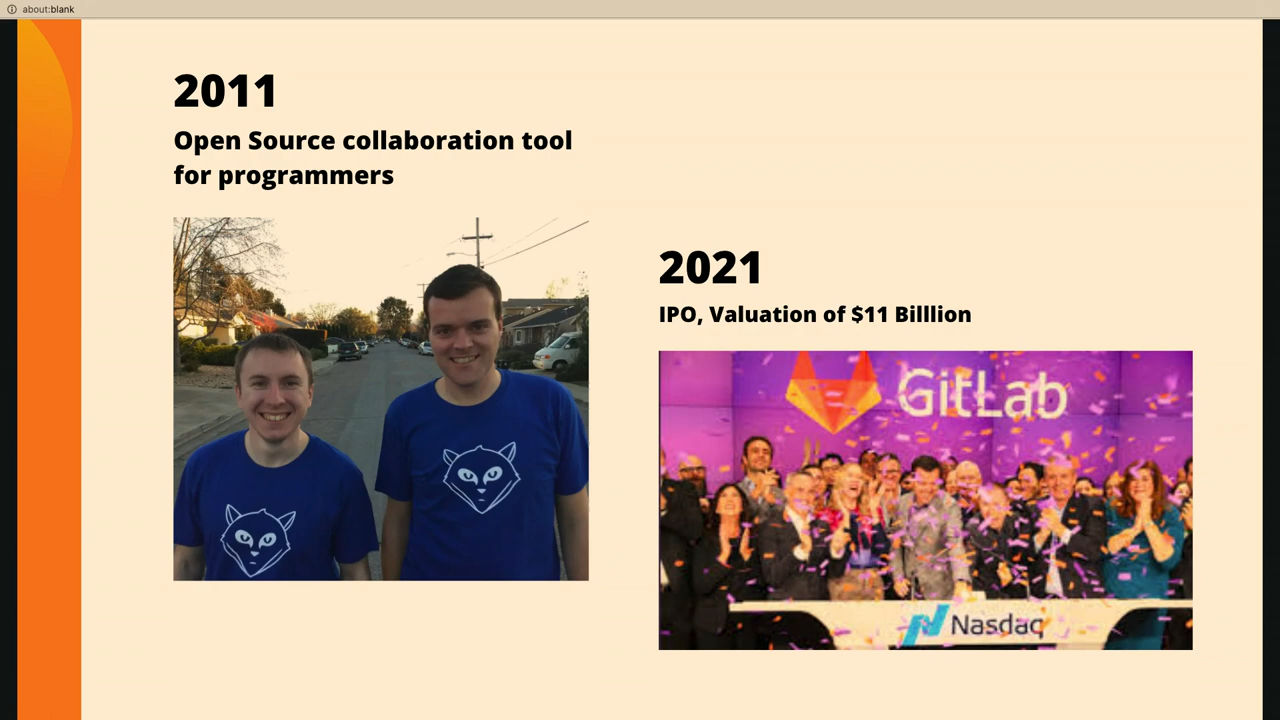 about:blank
2011
Open Source collaboration tool
for programmers
2021
IPO, Valuation of $11 Billlion
GitLab
Nasdaq